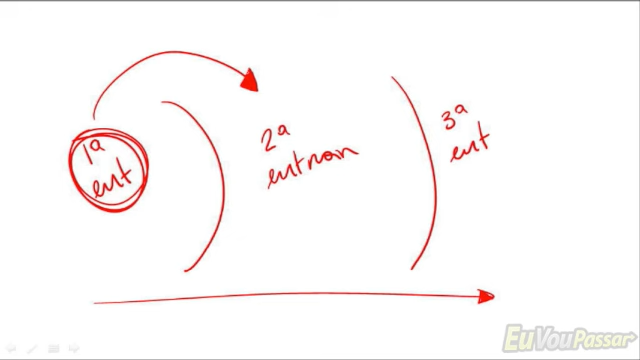 1ª
ent
2ª
entran
3ª
ent
EuVouPassar